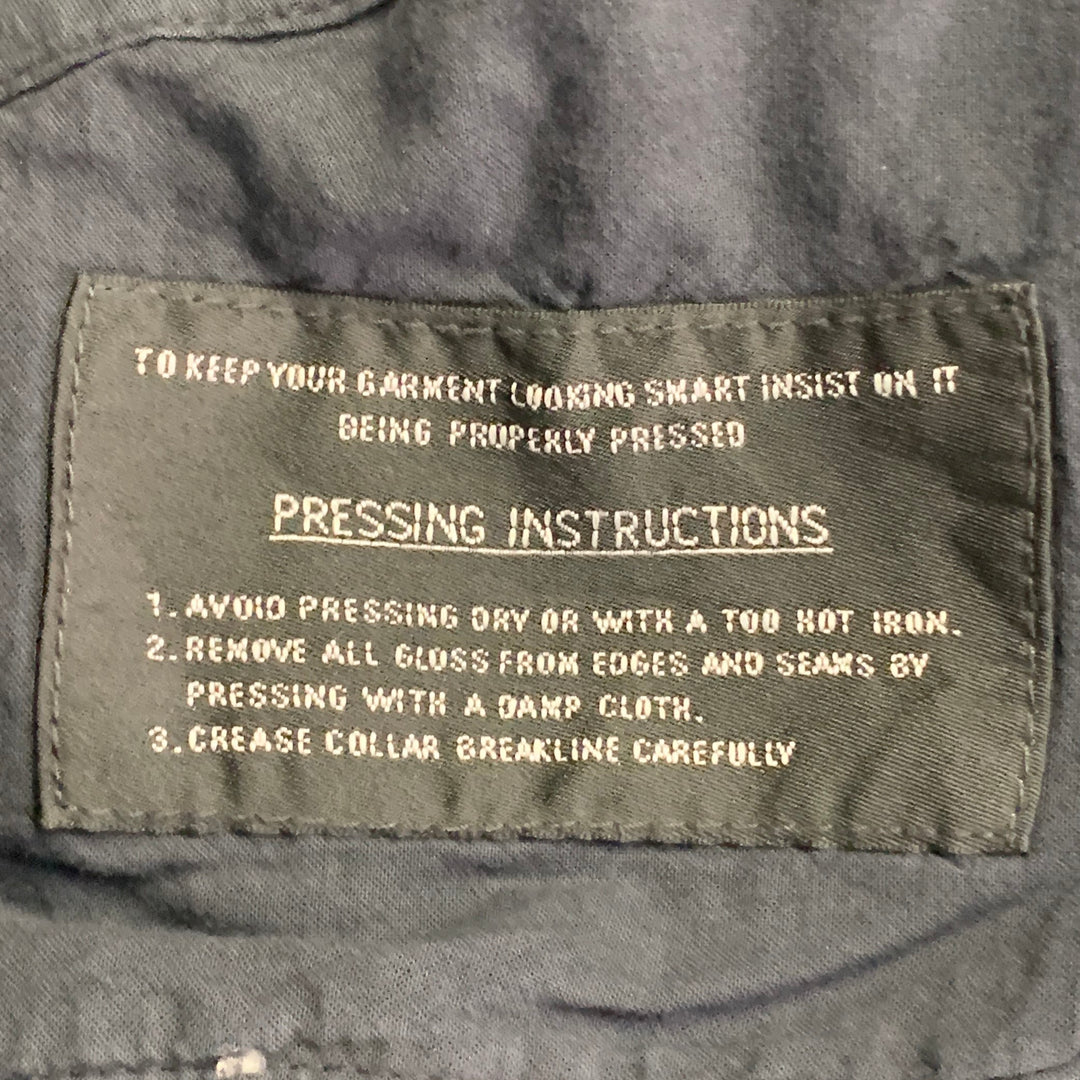 TO KEEP YOUR GARMENT LOOKING SMART INSIST ON IT
BEING PROPERLY PRESSED
PRESSING INSTRUCTIONS
1. AVOID PRESSING DRY OR WITH A TOO HOT IRON.
2. REMOVE ALL GLOSS FROM EDGES AND SEAMS BY
PRESSING WITH A DAMP CLOTH.
3. CREASE COLLAR BREAKLINE CAREFULLY